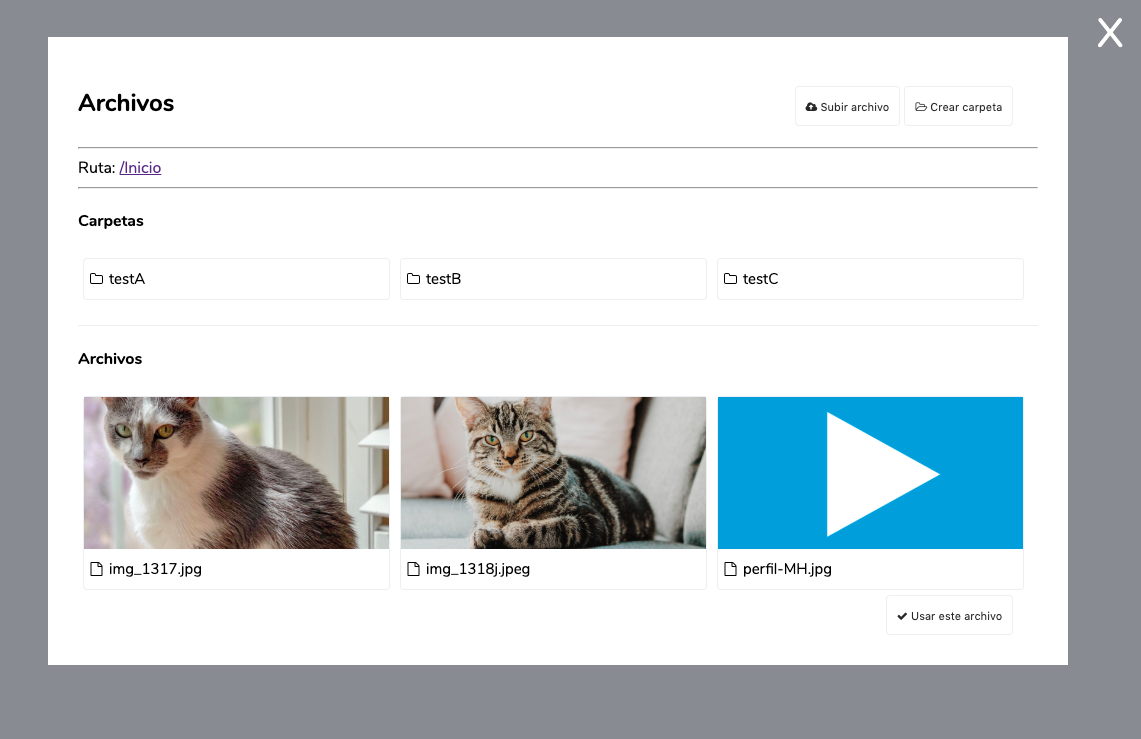 X
Archivos
Subir archivo
Crear carpeta
Ruta: /Inicio
Carpetas
testA
testB
testC
Archivos
img_1317.jpg
img_1318j.jpeg
perfil-MH.jpg
Usar este archivo